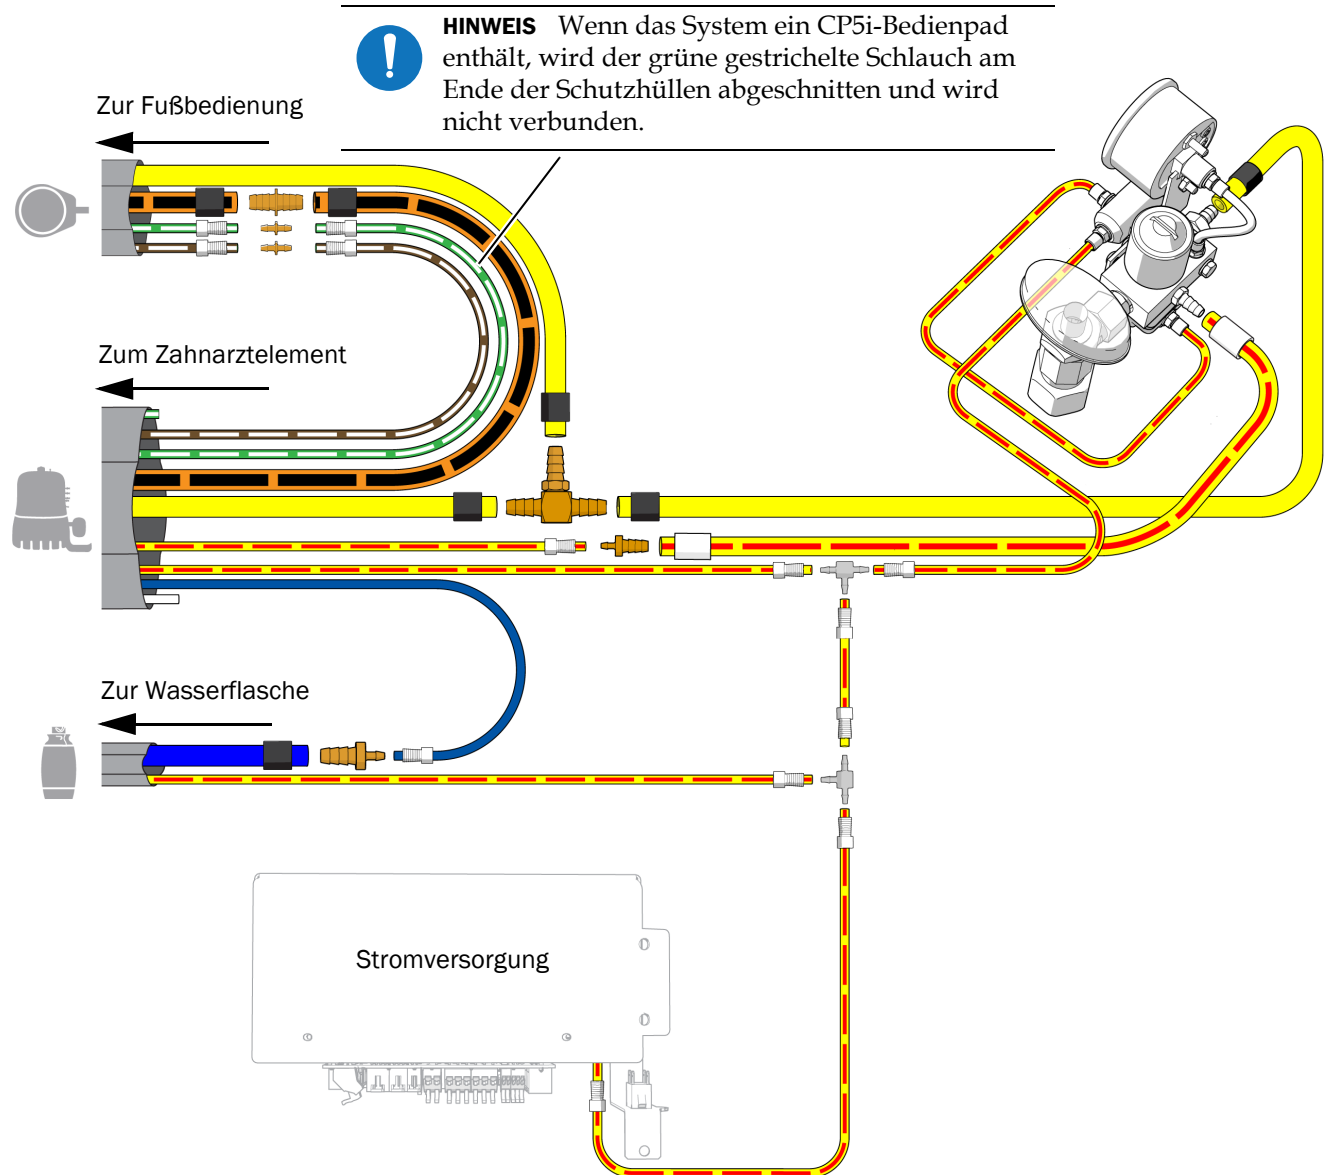 HINWEIS Wenn das System ein CP5i-Bedienpad
enthält, wird der grüne gestrichelte Schlauch am
Ende der Schutzhüllen abgeschnitten und wird
nicht verbunden.
Zur Fußbedienung
Zum Zahnarztelement
Zur Wasserflasche
Stromversorgung